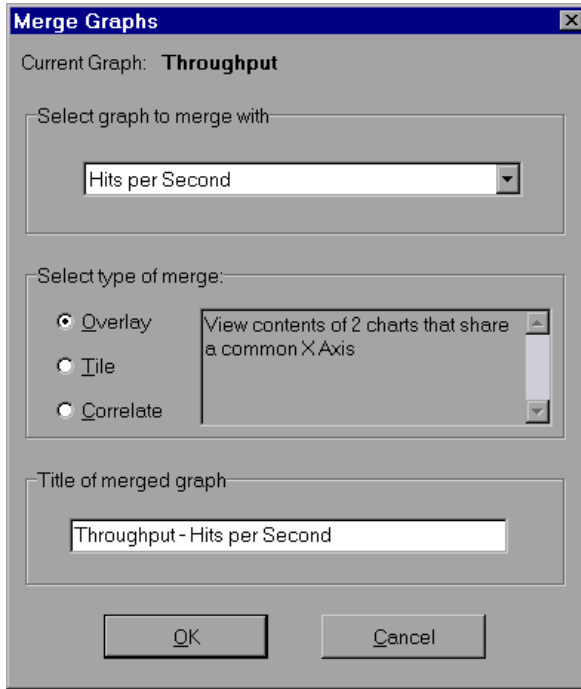 Merge Graphs
Current Graph: Throughput
Select graph to merge with
Hits per Second
Select type of merge:
Overlay
View contents of 2 charts that share
a common X Axis
Tile
Correlate
Title of merged graph
Throughput - Hits per Second
OK
Cancel